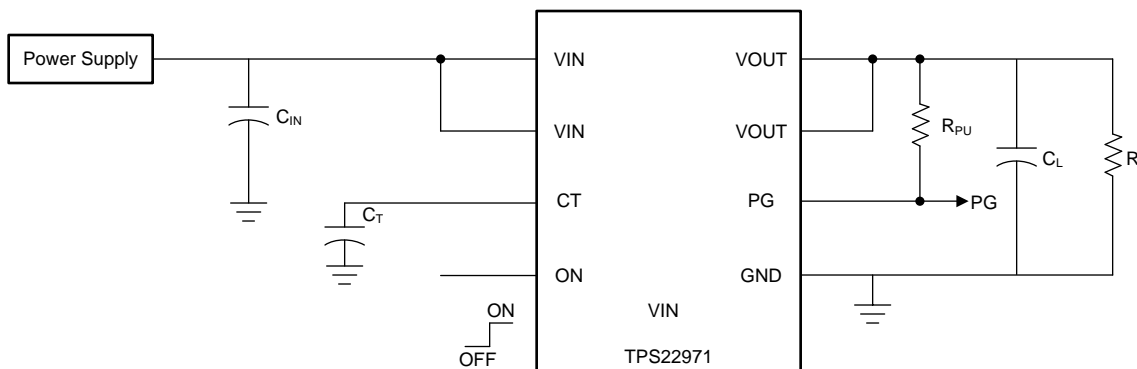 Power Supply
C_IN
VIN
VIN
CT
C_T
ON
ON
OFF
VOUT
VOUT
PG
GND
VIN
TPS22971
R_PU
PG
C_L
R